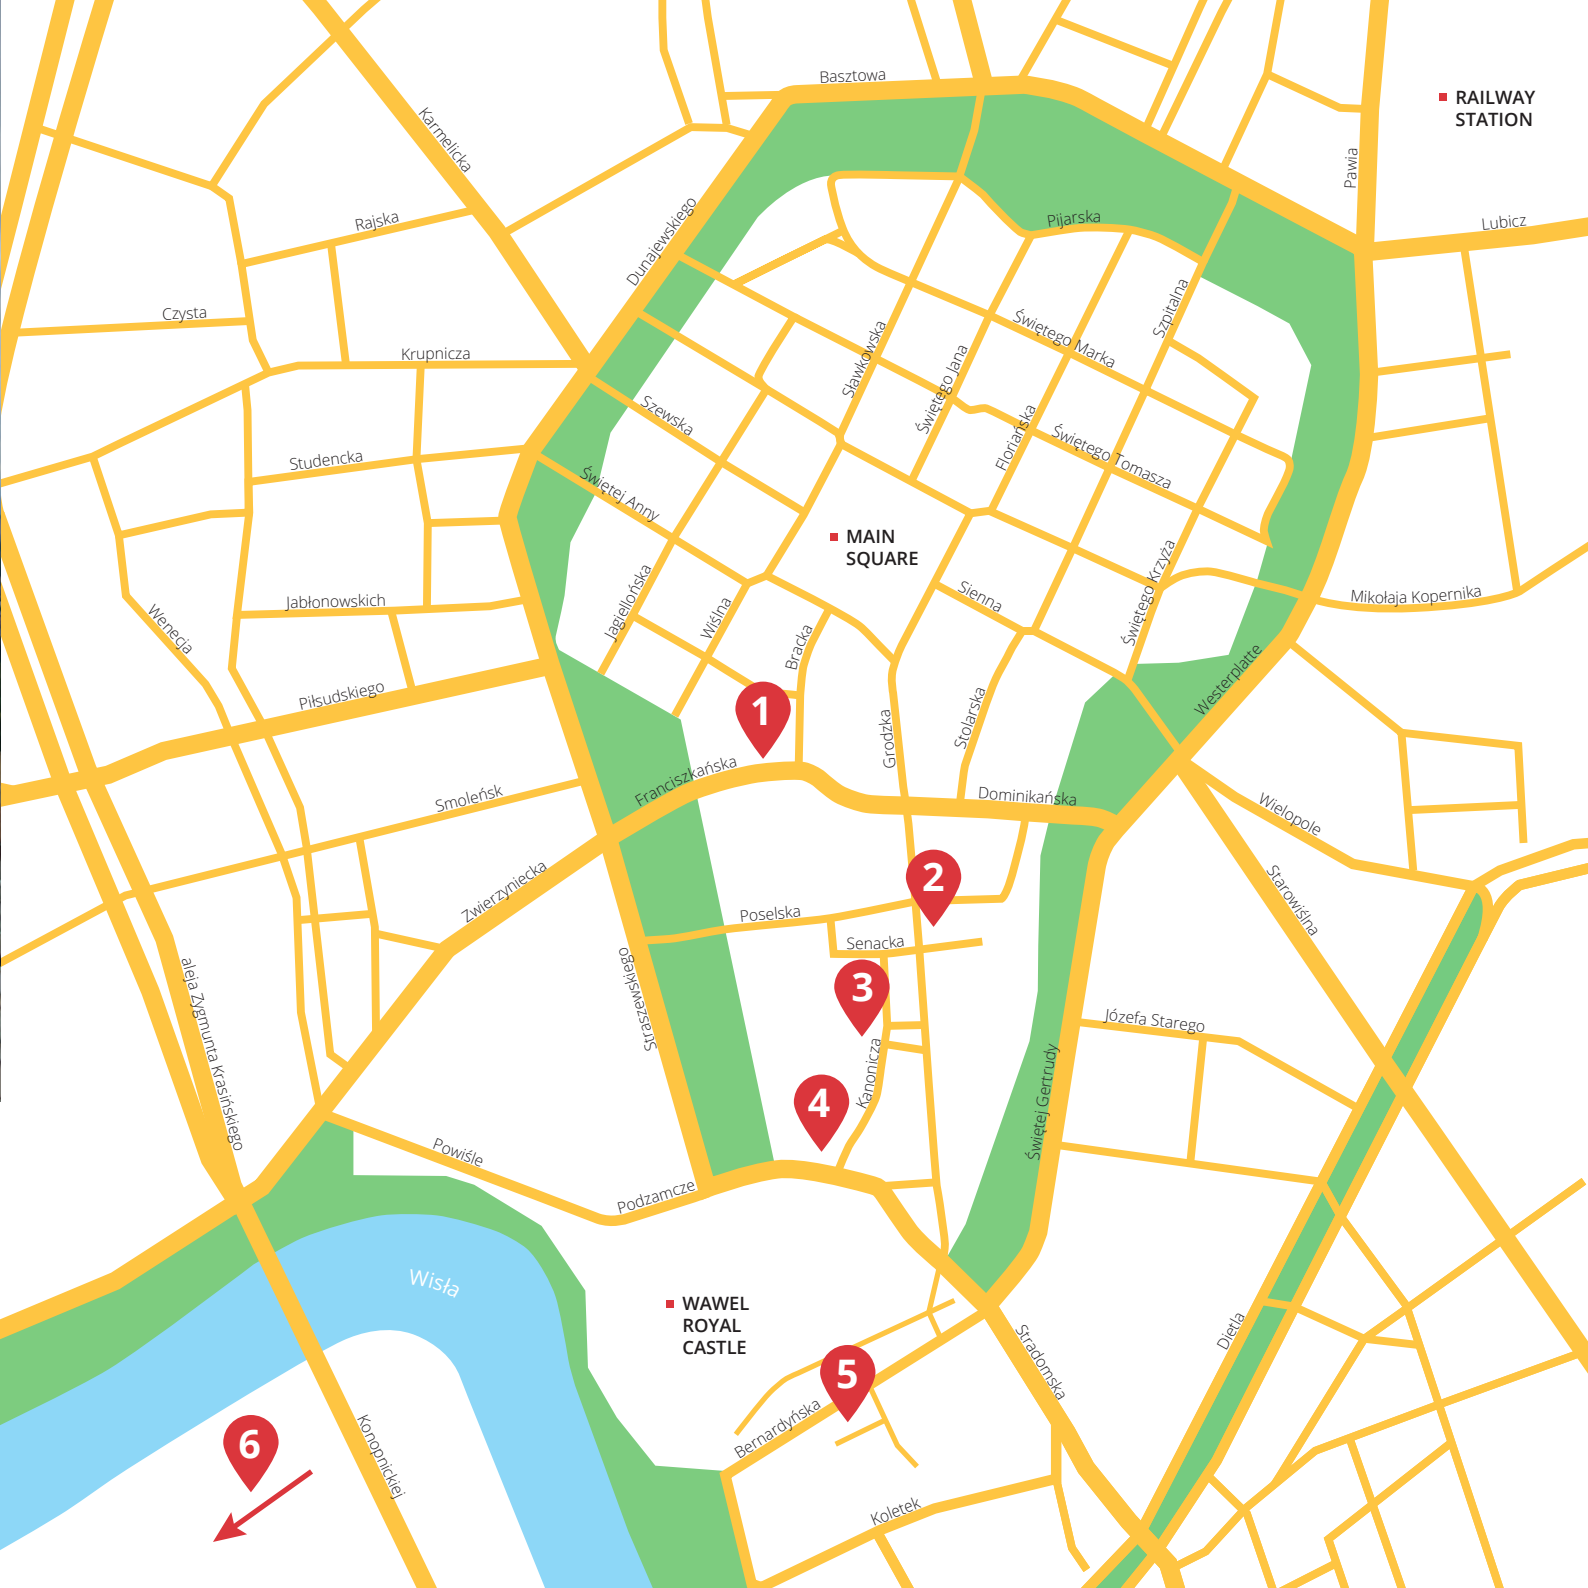 Basztowa
RAILWAY
STATION
Karmelicka
Pawia
Rajska
Dunajewskiego
Pijarska
Lubicz
Czysta
Szpitalna
Krupnicza
Świętego Marka
Sławkowska
Świętego Jana
Szewska
Floriańska
Studencka
Świętego Tomasza
Świętej Anny
MAIN
SQUARE
Jagiellońska
Wiślna
Sienna
Świętego Krzyża
Mikołaja Kopernika
Jabłonowskich
Wenecja
Bracka
Westerplatte
Piłsudskiego
1
Grodzka
Stolarska
Franciszkańska
Smoleńsk
Dominikańska
Wielopole
Zwierzyniecka
2
Starowiślna
Poselska
Senacka
Straszewskiego
3
aleja Zygmunta Krasińskiego
Józefa Starego
Kanonicza
4
Świętej Gertrudy
Powiśle
Podzamcze
Wisła
WAWEL
ROYAL
CASTLE
Stradomska
Dietla
5
Bernardyńska
6
Konopnickiej
Koletek